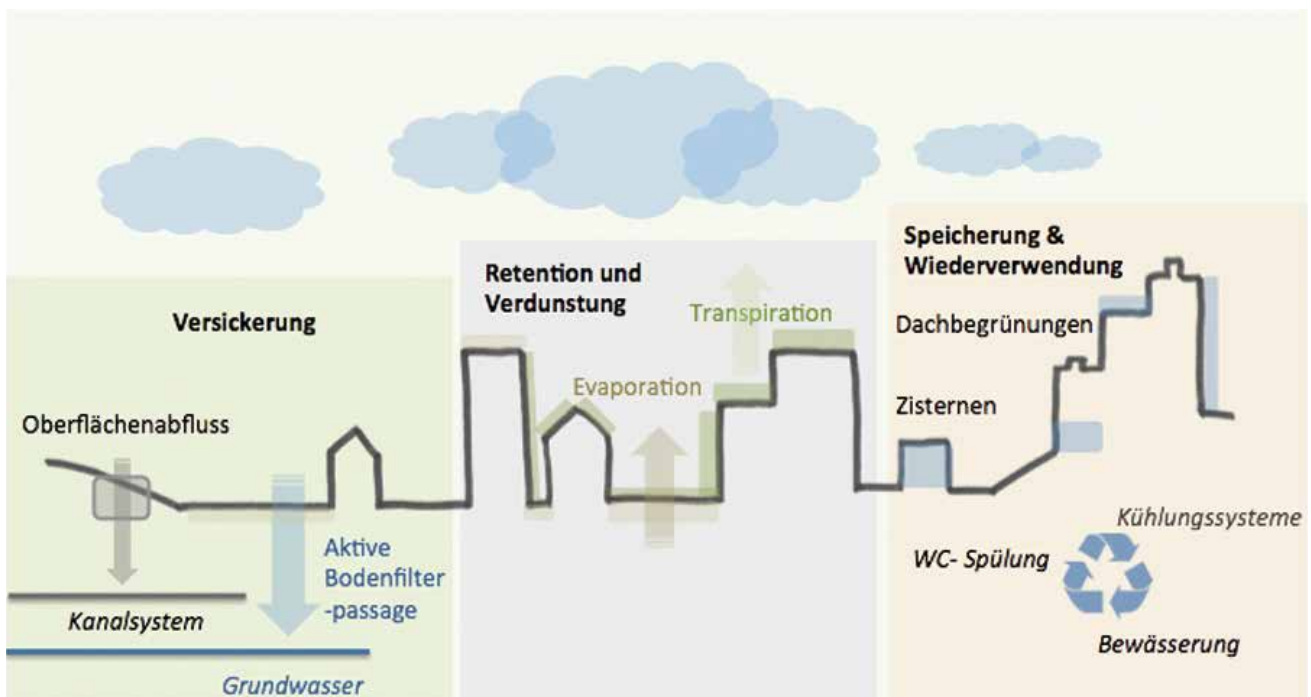 Versickerung
Oberflächenabfluss
Aktive
Bodenfilter
-passage
Kanalsystem
Grundwasser
Retention und
Verdunstung
Transpiration
Evaporation
Speicherung &
Wiederverwendung
Dachbegrünungen
Zisternen
Kühlungssysteme
WC- Spülung
Bewässerung